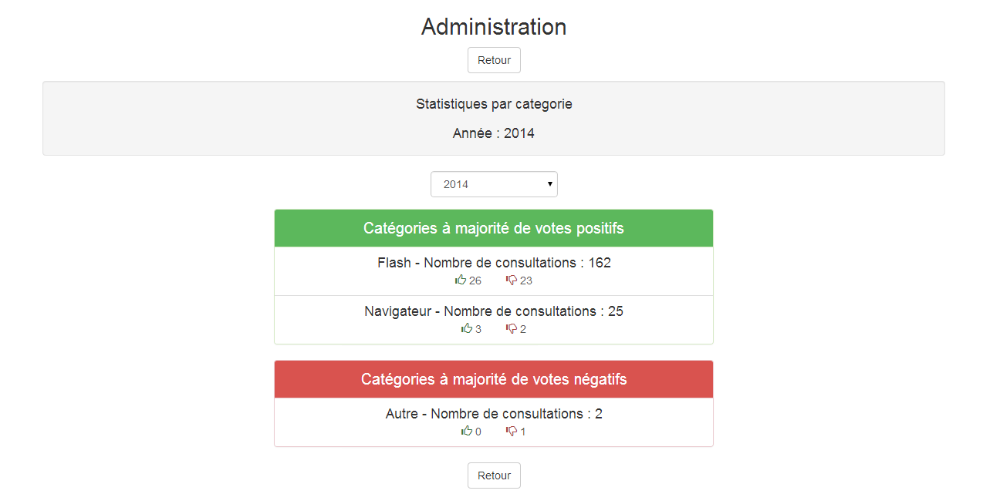 Administration
Retour
Statistiques par categorie
Année : 2014
2014
Catégories à majorité de votes positifs
Flash - Nombre de consultations : 162
26 23
Navigateur - Nombre de consultations : 25
3 2
Catégories à majorité de votes négatifs
Autre - Nombre de consultations : 2
0 1
Retour